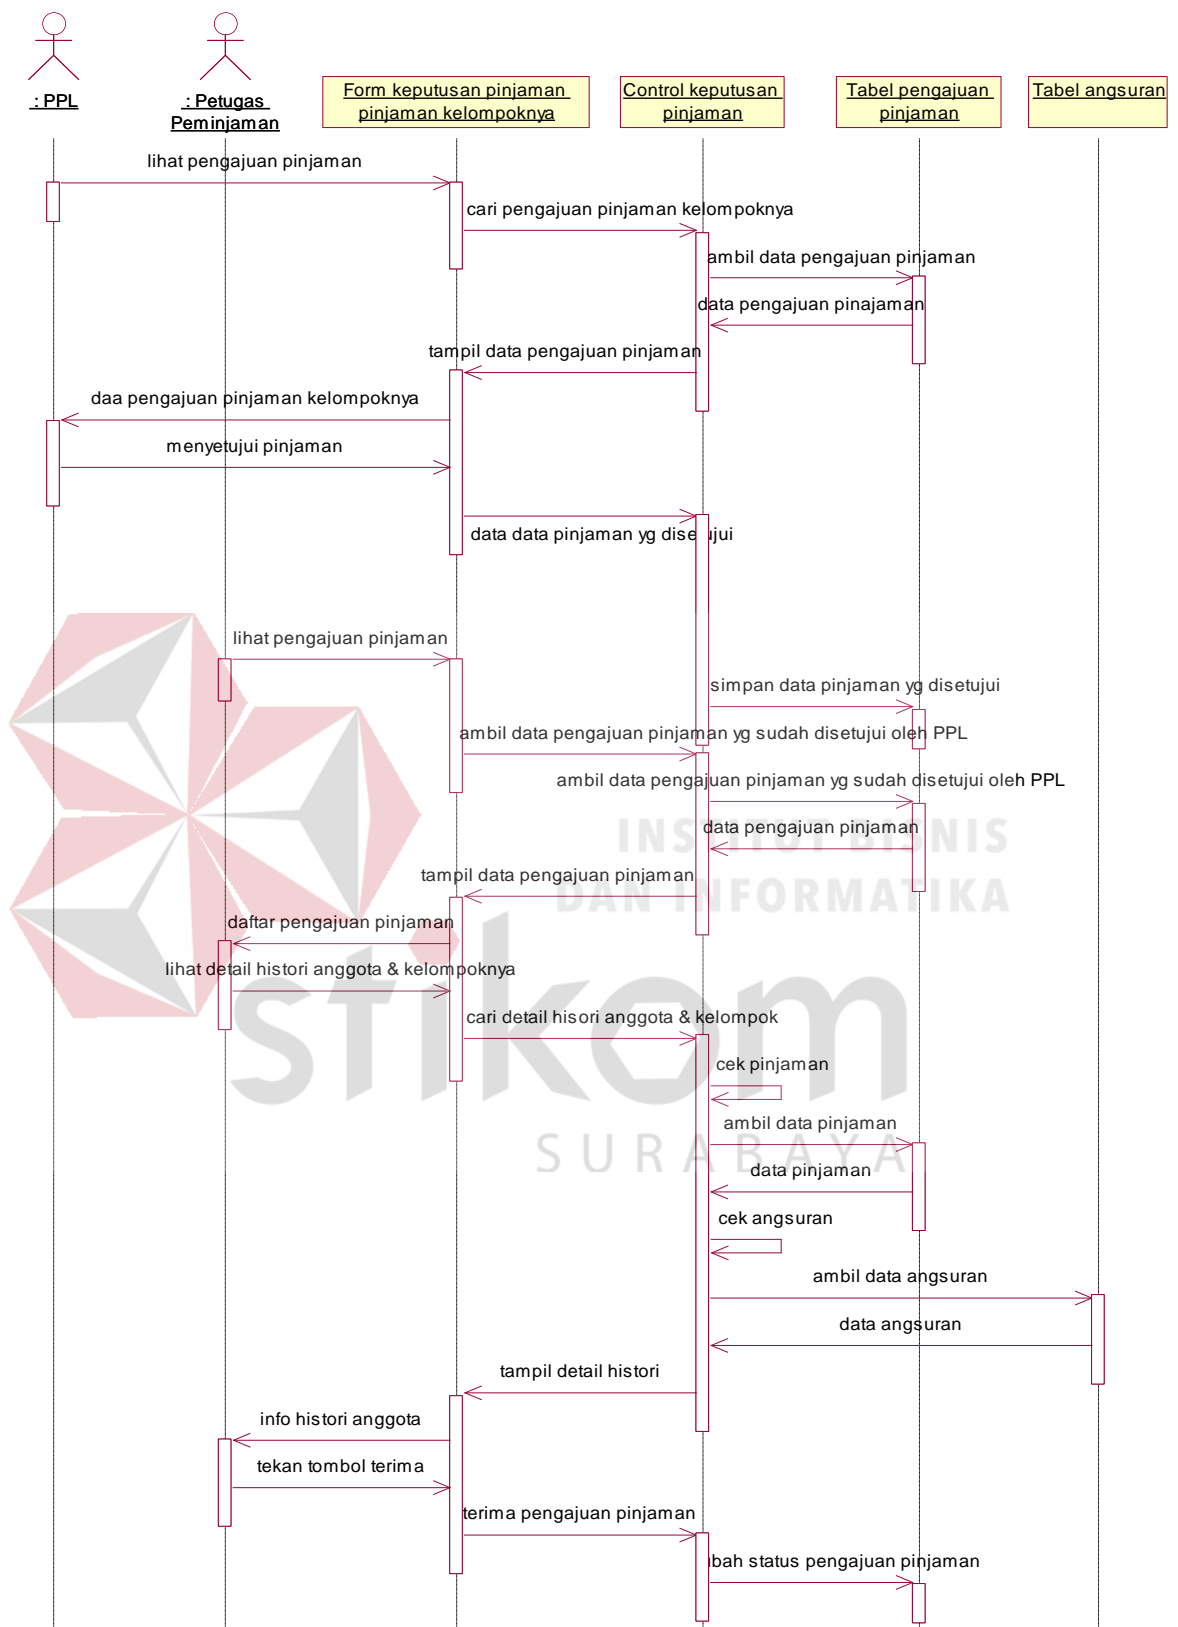 : PPL
: Petugas
Peminjaman
Form keputusan pinjaman
pinjaman kelompoknya
Control keputusan
pinjaman
Tabel pengajuan
pinjaman
Tabel angsuran
lihat pengajuan pinjaman
cari pengajuan pinjaman kelompoknya
ambil data pengajuan pinjaman
data pengajuan pinajaman
tampil data pengajuan pinjaman
daa pengajuan pinjaman kelompoknya
menyetujui pinjaman
data data pinjaman yg disetujui
lihat pengajuan pinjaman
simpan data pinjaman yg disetujui
ambil data pengajuan pinjaman yg sudah disetujui oleh PPL
ambil data pengajuan pinjaman yg sudah disetujui oleh PPL
data pengajuan pinjaman
INSTITUT BISNIS
DAN INFORMATIKA
tampil data pengajuan pinjaman
daftar pengajuan pinjaman
lihat detail histori anggota & kelompoknya
stikom
cari detail hisori anggota & kelompok
cek pinjaman
ambil data pinjaman
SURABAYA
data pinjaman
cek angsuran
ambil data angsuran
data angsuran
tampil detail histori
info histori anggota
tekan tombol terima
terima pengajuan pinjaman
ubah status pengajuan pinjaman